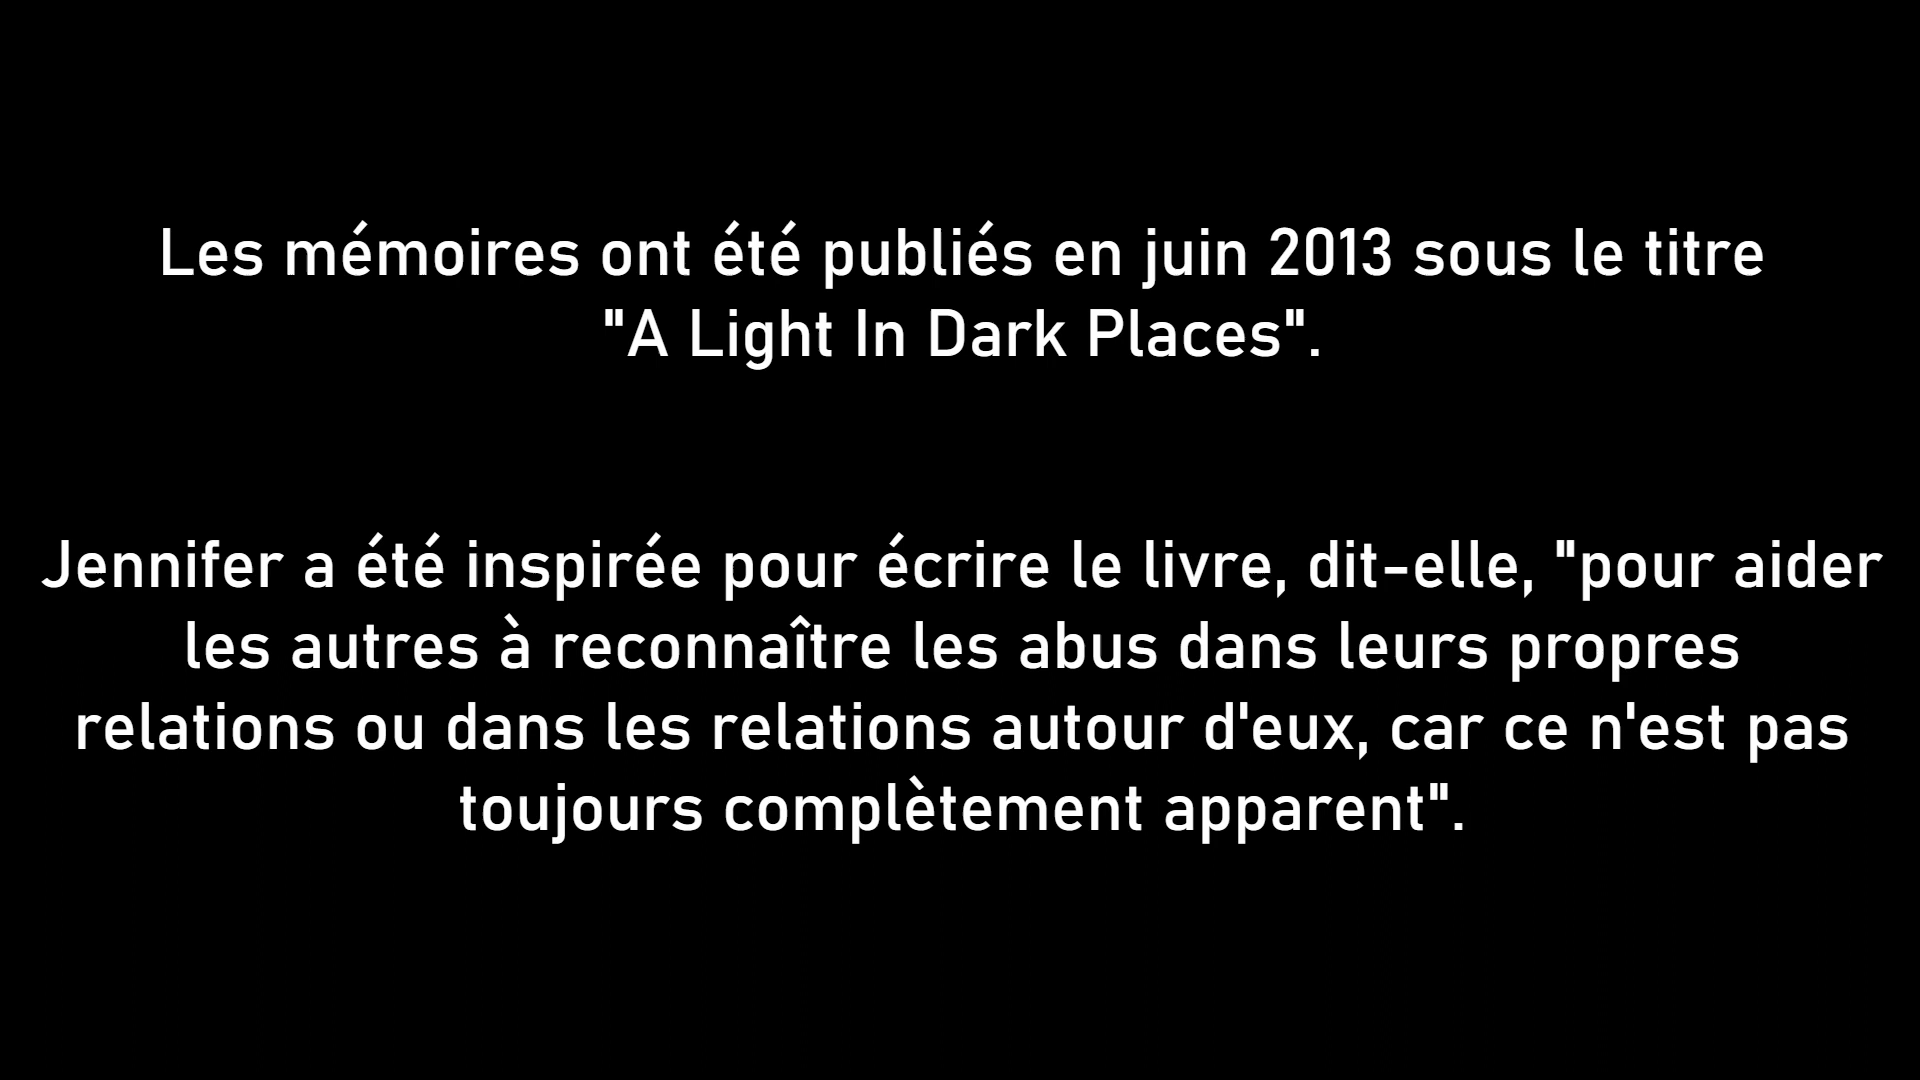 Les mémoires ont été publiés en juin 2013 sous le titre
"A Light In Dark Places".
Jennifer a été inspirée pour écrire le livre, dit-elle, "pour aider
les autres à reconnaître les abus dans leurs propres
relations ou dans les relations autour d'eux, car ce n'est pas
toujours complètement apparent".